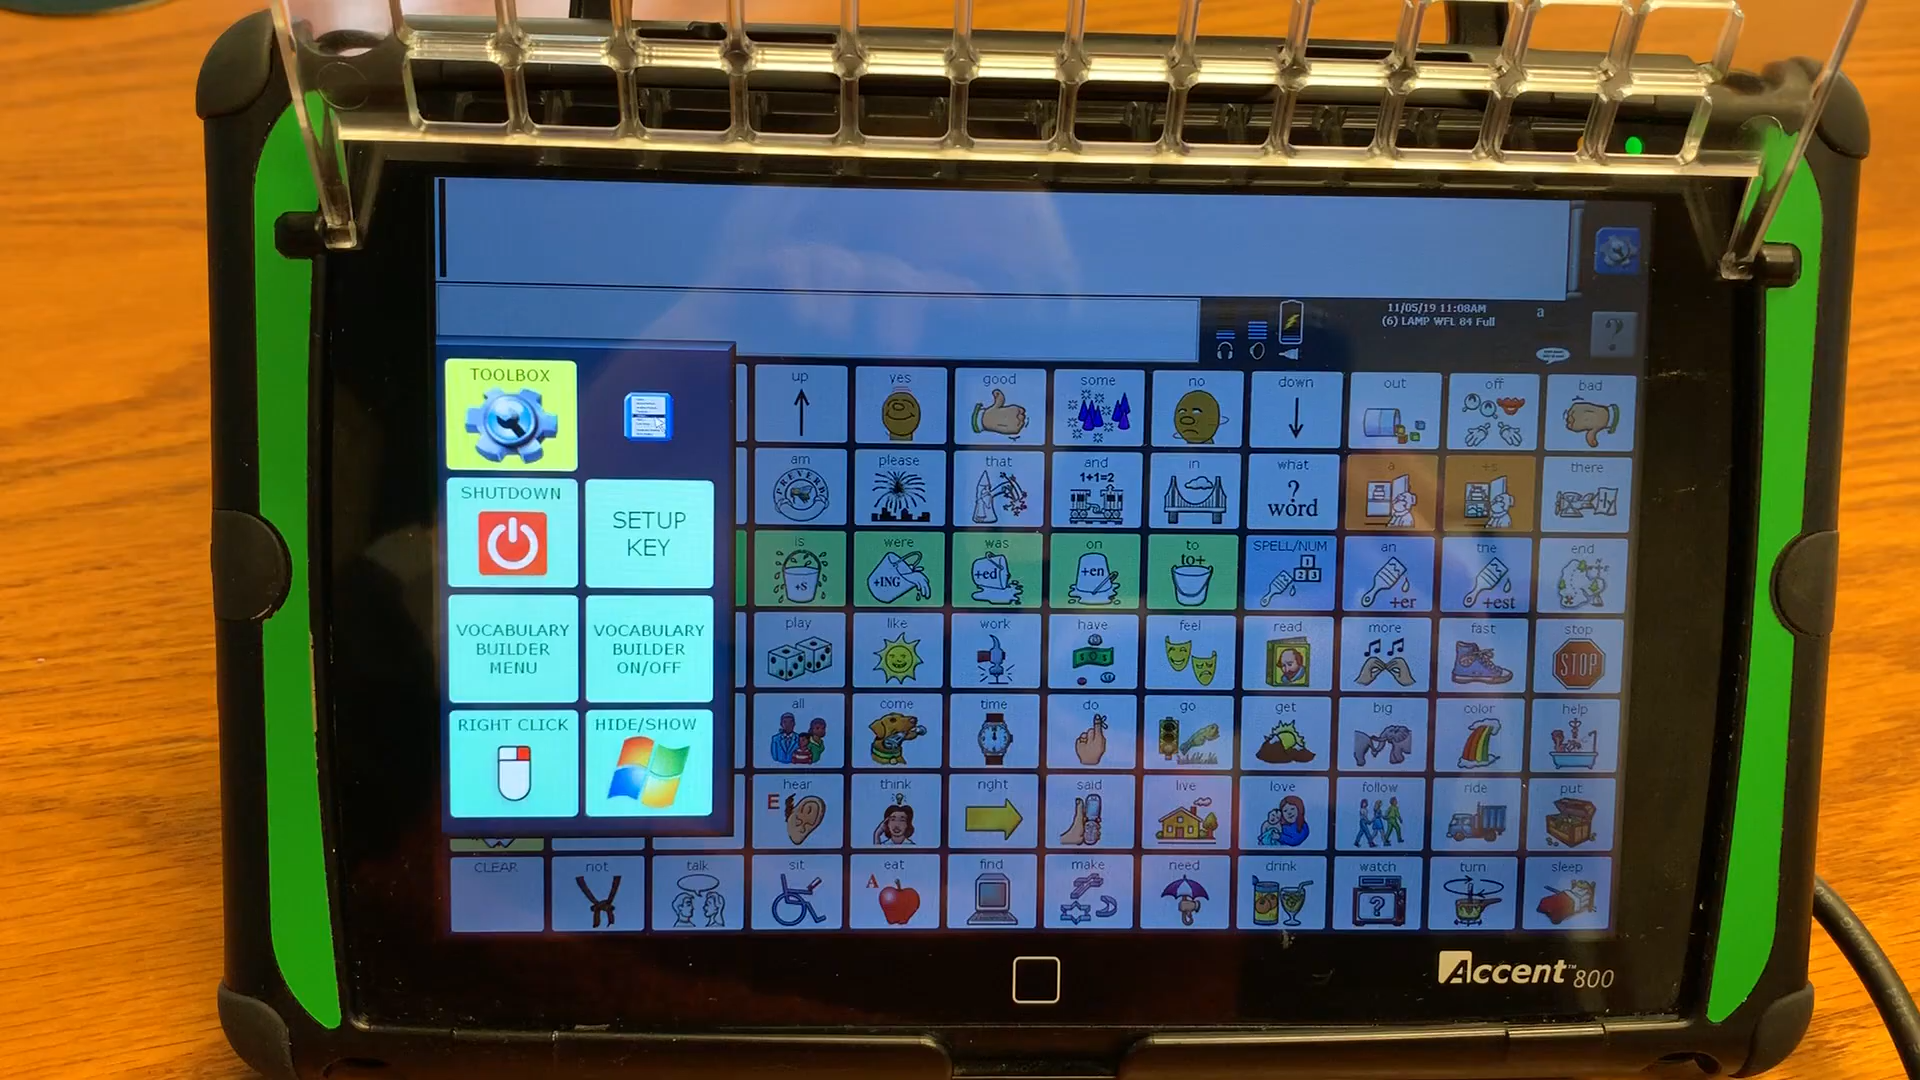 11/05/19 11:08AM
a
(6) LAMP WFL 84 Full
?
TOOLBOX
SHUTDOWN
SETUP
KEY
VOCABULARY
BUILDER
MENU
VOCABULARY
BUILDER
ON/OFF
RIGHT CLICK
HIDE/SHOW
up
yes
good
some
no
down
out
off
bad
am
please
that
and
1+1=2
in
what
?
word
a
+s
there
is
+S
were
+ING
was
+ed
on
+en
to
to+
SPELL/NUM
1
2 3
an
+er
the
+est
end
play
like
work
have
feel
read
more
fast
stop
STOP
all
come
time
do
go
get
big
color
help
hear
E
think
right
said
live
love
follow
ride
put
CLEAR
not
talk
sit
eat
A
find
make
need
drink
watch
?
turn
sleep
Accent™ 800